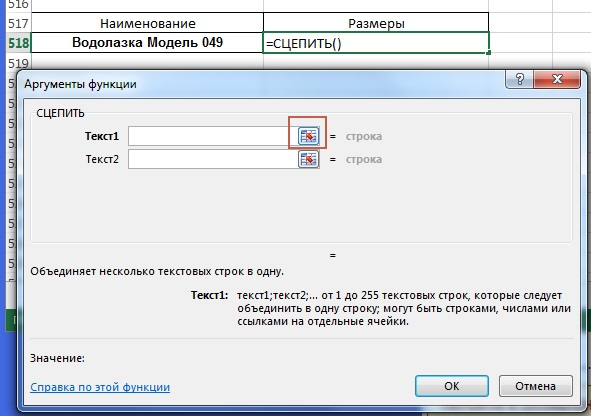 516
517 Наименование Размеры
518 Водолазка Модель 049 =СЦЕПИТЬ()
519
Аргументы функции ?
СЦЕПИТЬ
Текст1 = строка
Текст2 = строка
=
Объединяет несколько текстовых строк в одну.
Текст1: текст1;текст2;... от 1 до 255 текстовых строк, которые следует
объединить в одну строку; могут быть строками, числами или
ссылками на отдельные ячейки.
Значение:
Справка по этой функции ОК Отмена